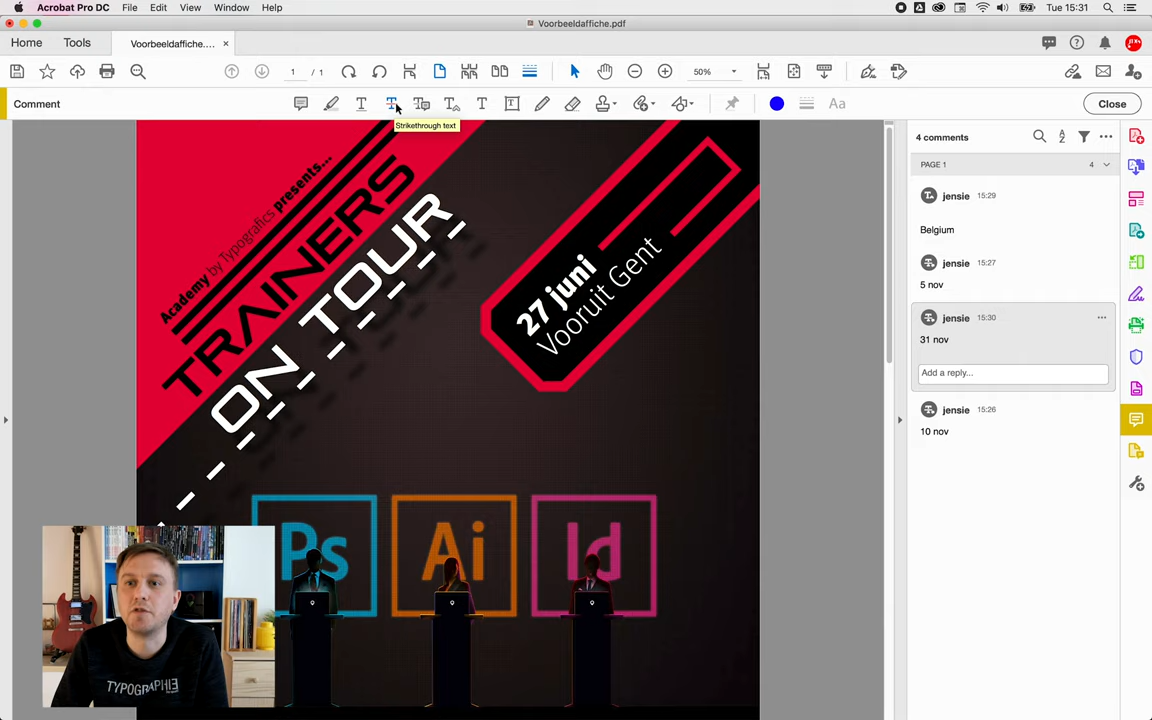 Acrobat Pro DC File Edit View Window Help
Tue 15:31
Voorbeeldaffiche.pdf
Home Tools Voorbeeldaffiche.... ×
1 / 1
50%
Comment
Aa
Close
Strikethrough text
4 comments
PAGE 1
4
jensie 15:29
Belgium
jensie 15:27
5 nov
jensie 15:30
31 nov
Add a reply...
jensie 15:26
10 nov
Academy by Typografics presents...
TRAINERS
ON TOUR
27 juni
Vooruit Gent
Ps
Ai
Id